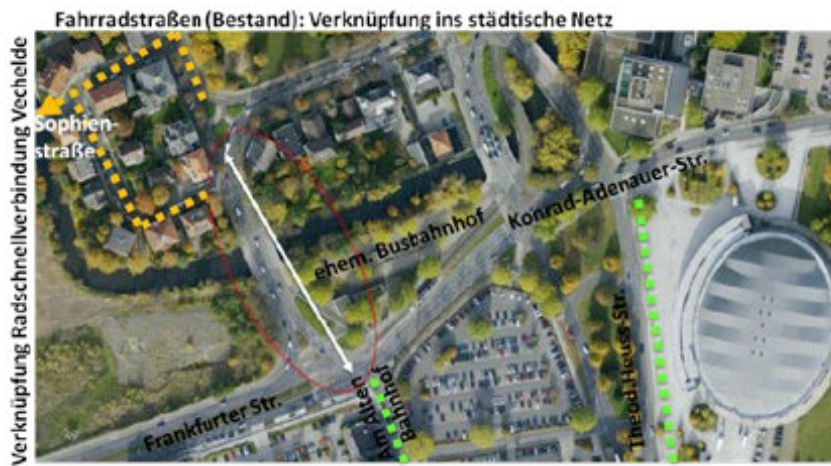 Fahrradstraßen (Bestand): Verknüpfung ins städtische Netz
Verknüpfung Radschnellverbindung Vechelde
Sophien-
straße
ehem. Busbahnhof
Konrad-Adenauer-Str.
Frankfurter Str.
Am Alten
Bahnhof
Theod.Heuss-Str.